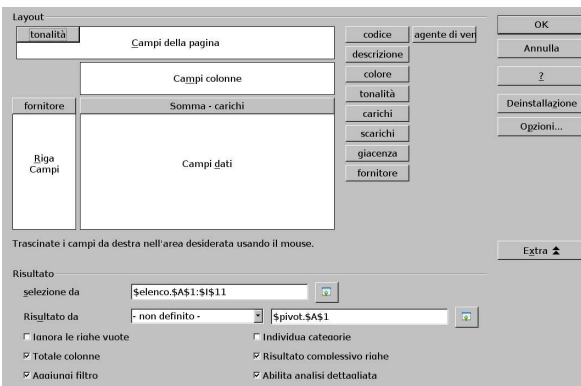 Layout
tonalità
Campi della pagina
codice agente di ven
OK
descrizione
Annulla
Campi colonne
colore
?
tonalità
fornitore Somma - carichi
carichi
Deinstallazione
scarichi
Opzioni...
Riga
Campi
Campi dati
giacenza
fornitore
Trascinate i campi da destra nell'area desiderata usando il mouse.
Extra
Risultato
selezione da $elenco.$A$1:$I$11
Risultato da - non definito - $pivot.$A$1
Ignora le righe vuote Individua categorie
Totale colonne Risultato complessivo righe
Aggiungi filtro Abilita analisi dettagliata